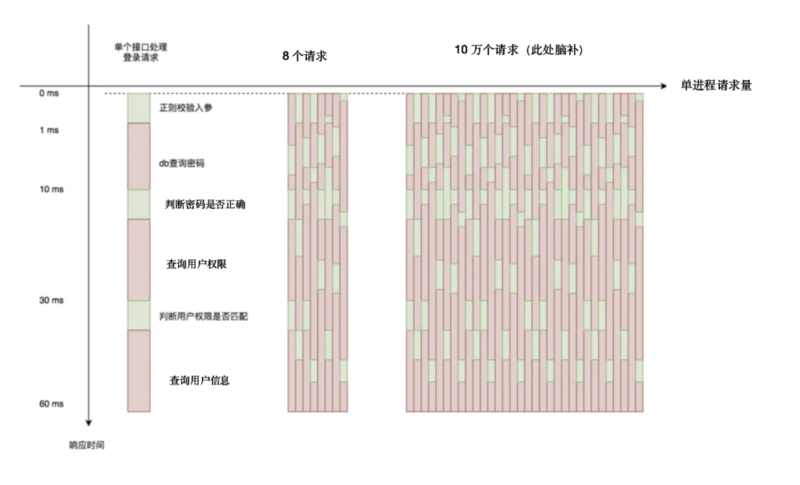 单个接口处理
登录请求
8 个请求
10 万个请求（此处脑补）
单进程请求量
0 ms
正则校验入参
1 ms
db查询密码
10 ms
判断密码是否正确
查询用户权限
30 ms
判断用户权限是否匹配
查询用户信息
60 ms
响应时间